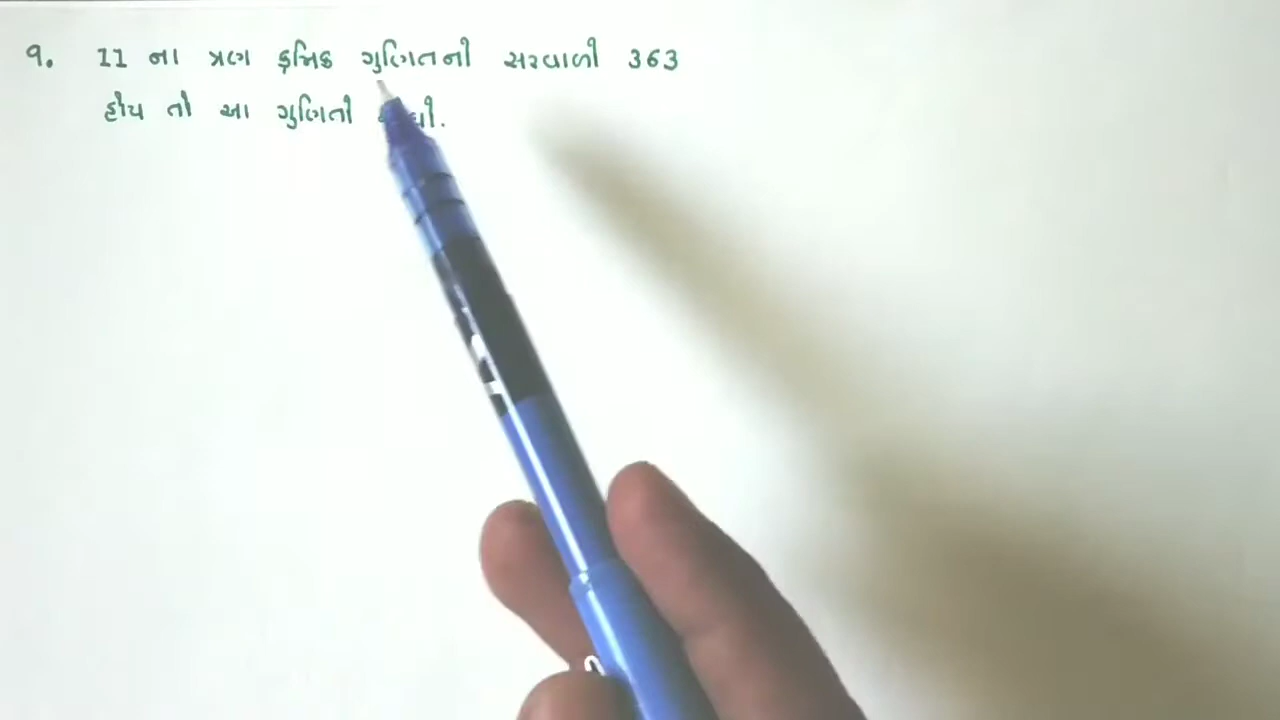 ૧. 11 ના ત્રણ ક્રમિક ગુણિતની સરવાળી 363
હોય તો આ ગુણિતો